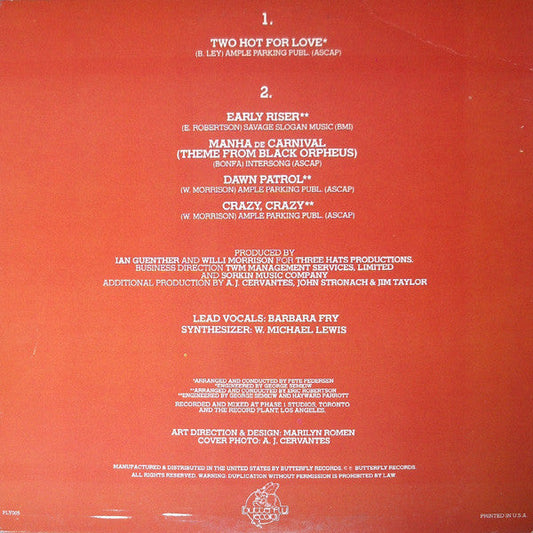 1.
TWO HOT FOR LOVE*
(B. LEY) AMPLE PARKING PUBL. (ASCAP)
2.
EARLY RISER**
(E. ROBERTSON) SAVAGE SLOGAN MUSIC (BMI)
MANHA DE CARNIVAL
(THEME FROM BLACK ORPHEUS)
(BONFA) INTERSONG (ASCAP)
DAWN PATROL**
(W. MORRISON) AMPLE PARKING PUBL. (ASCAP)
CRAZY, CRAZY**
(W. MORRISON) AMPLE PARKING PUBL. (ASCAP)
PRODUCED BY
IAN GUENTHER AND WILLI MORRISON FOR THREE HATS PRODUCTIONS.
BUSINESS DIRECTION TWM MANAGEMENT SERVICES, LIMITED
AND SORKIN MUSIC COMPANY
ADDITIONAL PRODUCTION BY A. J. CERVANTES, JOHN STRONACH & JIM TAYLOR
LEAD VOCALS: BARBARA FRY
SYNTHESIZER: W. MICHAEL LEWIS
*ARRANGED AND CONDUCTED BY PETE PEDERSEN
*ENGINEERED BY GEORGE SEMKIW
**ARRANGED AND CONDUCTED BY ERIC ROBERTSON
**ENGINEERED BY GEORGE SEMKIW AND HAYWARD PARROTT
RECORDED AND MIXED AT PHASE 1 STUDIOS, TORONTO
AND THE RECORD PLANT, LOS ANGELES.
ART DIRECTION & DESIGN: MARILYN ROMEN
COVER PHOTO: A. J. CERVANTES
MANUFACTURED & DISTRIBUTED IN THE UNITED STATES BY BUTTERFLY RECORDS. © ℗ BUTTERFLY RECORDS.
ALL RIGHTS RESERVED. WARNING: DUPLICATION WITHOUT PERMISSION IS PROHIBITED BY LAW.
FLY005
butterfly
records
PRINTED IN U.S.A.